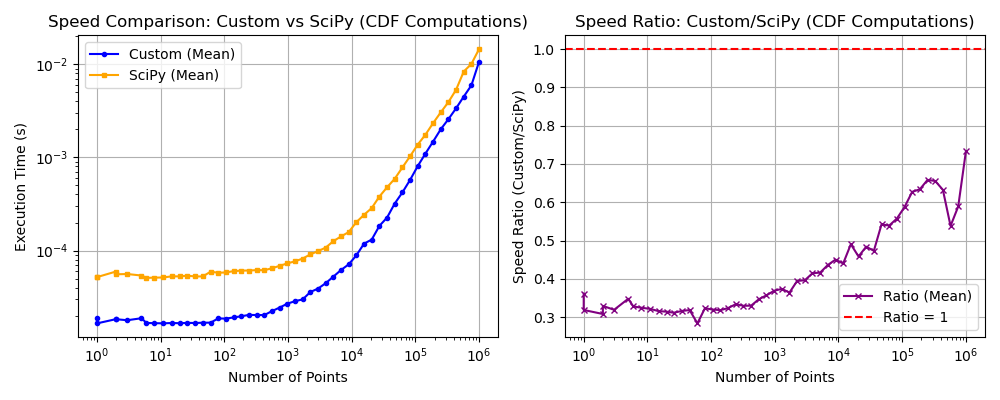 Speed Comparison: Custom vs SciPy (CDF Computations)
Custom (Mean)
SciPy (Mean)
Execution Time (s)
10⁻²
10⁻³
10⁻⁴
10⁰ 10¹ 10² 10³ 10⁴ 10⁵ 10⁶
Number of Points
Speed Ratio: Custom/SciPy (CDF Computations)
Speed Ratio (Custom/SciPy)
1.0
0.9
0.8
0.7
0.6
0.5
0.4
0.3
Ratio (Mean)
Ratio = 1
10⁰ 10¹ 10² 10³ 10⁴ 10⁵ 10⁶
Number of Points